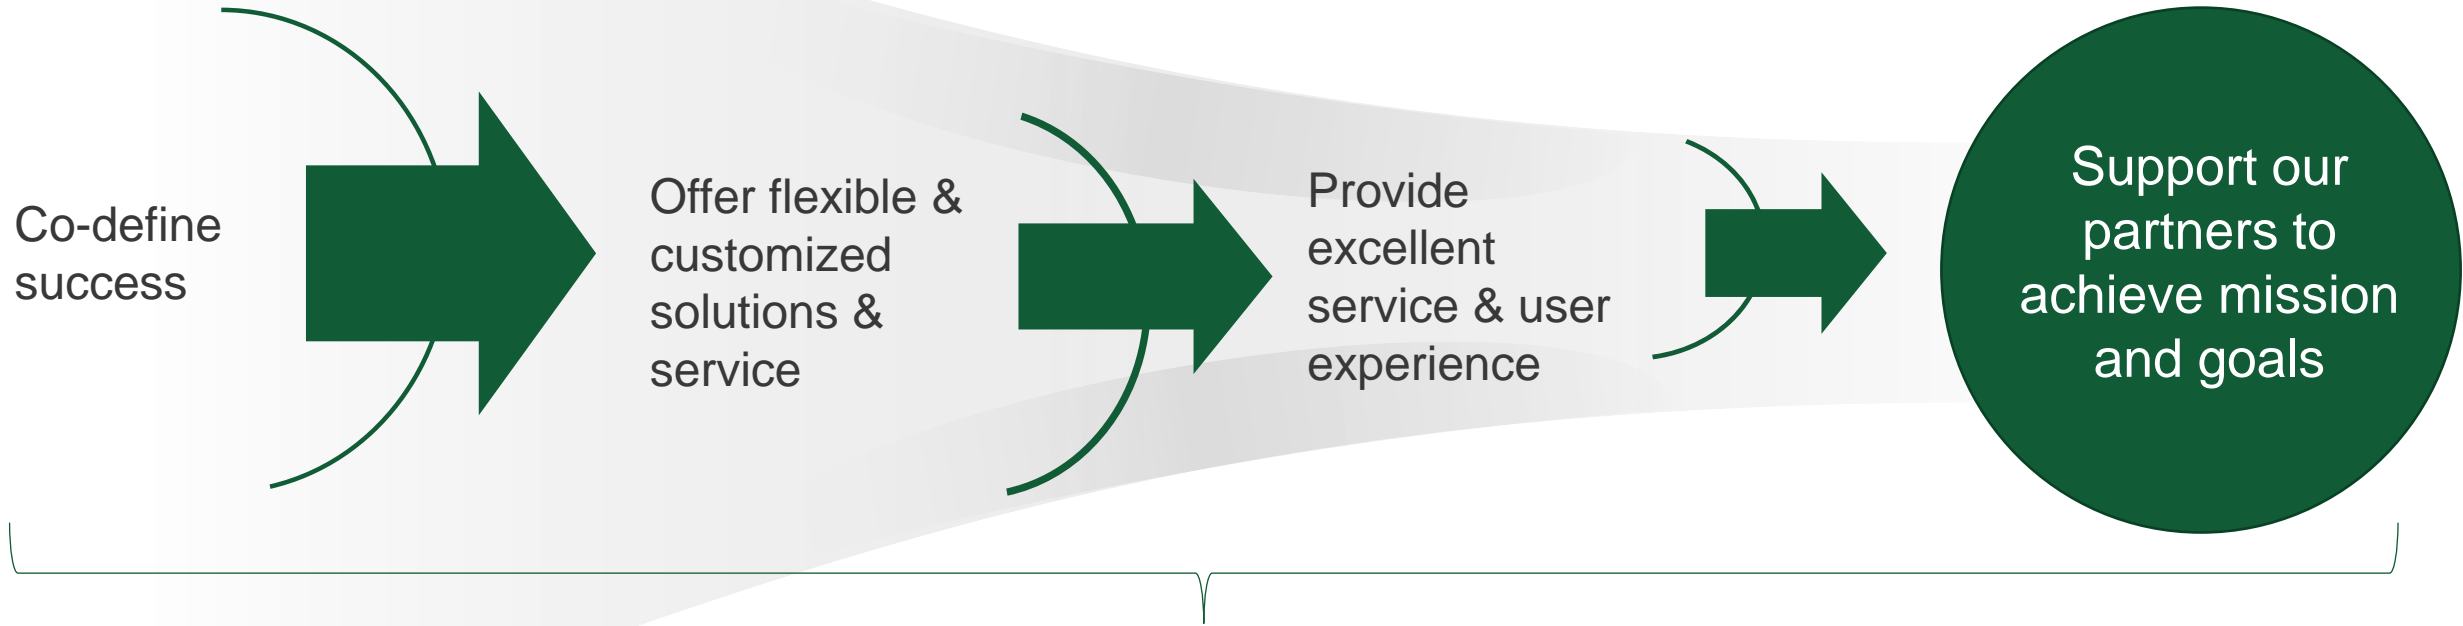 Co-define
success
Offer flexible &
customized
solutions &
service
Provide
excellent
service & user
experience
Support our
partners to
achieve mission
and goals